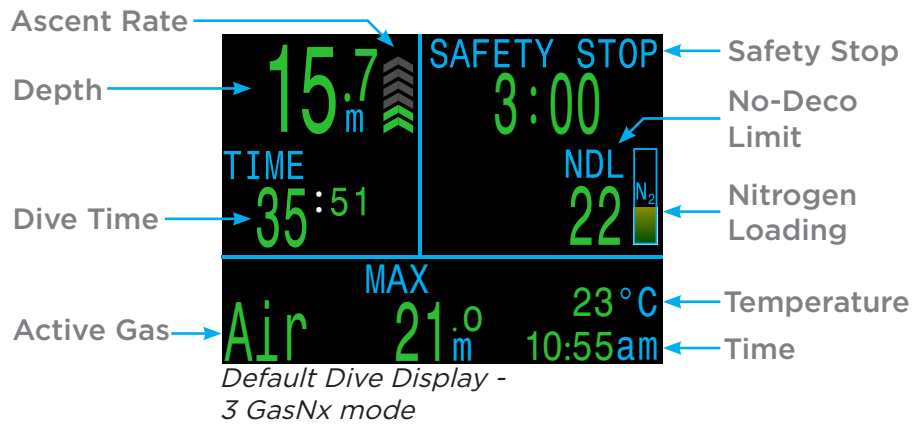 Ascent Rate
Depth
Dive Time
Active Gas
15.7
m
TIME
35:51
SAFETY STOP
3:00
NDL
22
N2
Air
MAX
21.0
m
23°C
10:55am
Safety Stop
No-Deco
Limit
Nitrogen
Loading
Temperature
Time
Default Dive Display -
3 GasNx mode